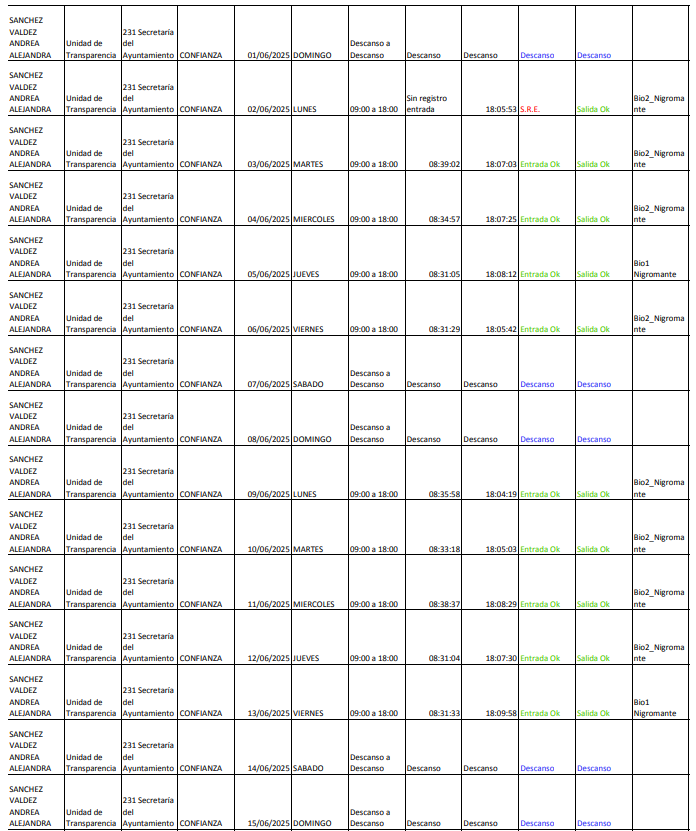 SANCHEZ VALDEZ ANDREA ALEJANDRA Unidad de Transparencia 231 Secretaría del Ayuntamiento CONFIANZA 01/06/2025 DOMINGO Descanso a Descanso Descanso Descanso Descanso Descanso
SANCHEZ VALDEZ ANDREA ALEJANDRA Unidad de Transparencia 231 Secretaría del Ayuntamiento CONFIANZA 02/06/2025 LUNES 09:00 a 18:00 Sin registro entrada 18:05:53 S.R.E. Salida Ok Bio2_Nigromante
SANCHEZ VALDEZ ANDREA ALEJANDRA Unidad de Transparencia 231 Secretaría del Ayuntamiento CONFIANZA 03/06/2025 MARTES 09:00 a 18:00 08:39:02 18:07:03 Entrada Ok Salida Ok Bio2_Nigromante
SANCHEZ VALDEZ ANDREA ALEJANDRA Unidad de Transparencia 231 Secretaría del Ayuntamiento CONFIANZA 04/06/2025 MIERCOLES 09:00 a 18:00 08:34:57 18:07:25 Entrada Ok Salida Ok Bio2_Nigromante
SANCHEZ VALDEZ ANDREA ALEJANDRA Unidad de Transparencia 231 Secretaría del Ayuntamiento CONFIANZA 05/06/2025 JUEVES 09:00 a 18:00 08:31:05 18:08:12 Entrada Ok Salida Ok Bio1 Nigromante
SANCHEZ VALDEZ ANDREA ALEJANDRA Unidad de Transparencia 231 Secretaría del Ayuntamiento CONFIANZA 06/06/2025 VIERNES 09:00 a 18:00 08:31:29 18:05:42 Entrada Ok Salida Ok Bio2_Nigromante
SANCHEZ VALDEZ ANDREA ALEJANDRA Unidad de Transparencia 231 Secretaría del Ayuntamiento CONFIANZA 07/06/2025 SABADO Descanso a Descanso Descanso Descanso Descanso Descanso
SANCHEZ VALDEZ ANDREA ALEJANDRA Unidad de Transparencia 231 Secretaría del Ayuntamiento CONFIANZA 08/06/2025 DOMINGO Descanso a Descanso Descanso Descanso Descanso Descanso
SANCHEZ VALDEZ ANDREA ALEJANDRA Unidad de Transparencia 231 Secretaría del Ayuntamiento CONFIANZA 09/06/2025 LUNES 09:00 a 18:00 08:35:58 18:04:19 Entrada Ok Salida Ok Bio2_Nigromante
SANCHEZ VALDEZ ANDREA ALEJANDRA Unidad de Transparencia 231 Secretaría del Ayuntamiento CONFIANZA 10/06/2025 MARTES 09:00 a 18:00 08:33:18 18:05:03 Entrada Ok Salida Ok Bio2_Nigromante
SANCHEZ VALDEZ ANDREA ALEJANDRA Unidad de Transparencia 231 Secretaría del Ayuntamiento CONFIANZA 11/06/2025 MIERCOLES 09:00 a 18:00 08:38:37 18:08:29 Entrada Ok Salida Ok Bio2_Nigromante
SANCHEZ VALDEZ ANDREA ALEJANDRA Unidad de Transparencia 231 Secretaría del Ayuntamiento CONFIANZA 12/06/2025 JUEVES 09:00 a 18:00 08:31:04 18:07:30 Entrada Ok Salida Ok Bio2_Nigromante
SANCHEZ VALDEZ ANDREA ALEJANDRA Unidad de Transparencia 231 Secretaría del Ayuntamiento CONFIANZA 13/06/2025 VIERNES 09:00 a 18:00 08:31:33 18:09:58 Entrada Ok Salida Ok Bio1 Nigromante
SANCHEZ VALDEZ ANDREA ALEJANDRA Unidad de Transparencia 231 Secretaría del Ayuntamiento CONFIANZA 14/06/2025 SABADO Descanso a Descanso Descanso Descanso Descanso Descanso
SANCHEZ VALDEZ ANDREA ALEJANDRA Unidad de Transparencia 231 Secretaría del Ayuntamiento CONFIANZA 15/06/2025 DOMINGO Descanso a Descanso Descanso Descanso Descanso Descanso